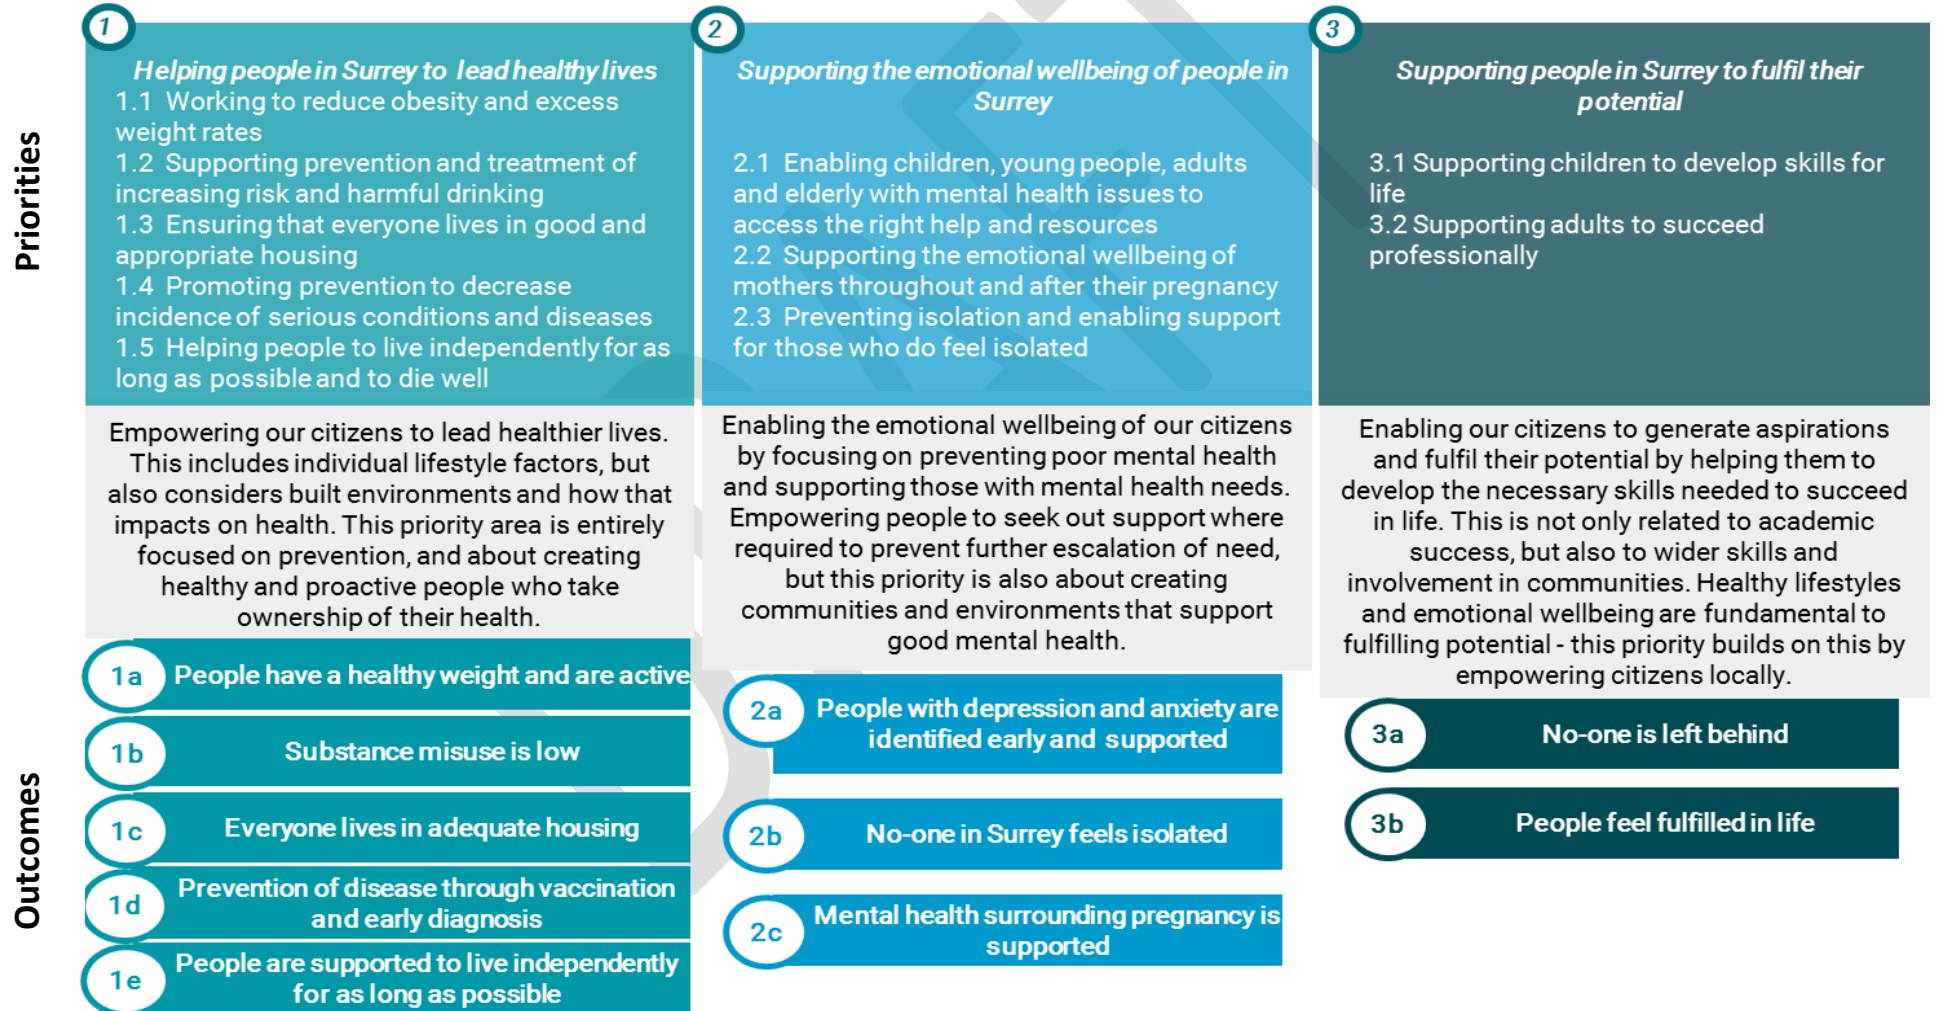 Priorities
1
Helping people in Surrey to lead healthy lives
1.1 Working to reduce obesity and excess
weight rates
1.2 Supporting prevention and treatment of
increasing risk and harmful drinking
1.3 Ensuring that everyone lives in good and
appropriate housing
1.4 Promoting prevention to decrease
incidence of serious conditions and diseases
1.5 Helping people to live independently for as
long as possible and to die well
Empowering our citizens to lead healthier lives.
This includes individual lifestyle factors, but
also considers built environments and how that
impacts on health. This priority area is entirely
focused on prevention, and about creating
healthy and proactive people who take
ownership of their health.
2
Supporting the emotional wellbeing of people in
Surrey
2.1 Enabling children, young people, adults
and elderly with mental health issues to
access the right help and resources
2.2 Supporting the emotional wellbeing of
mothers throughout and after their pregnancy
2.3 Preventing isolation and enabling support
for those who do feel isolated
Enabling the emotional wellbeing of our citizens
by focusing on preventing poor mental health
and supporting those with mental health needs.
Empowering people to seek out support where
required to prevent further escalation of need,
but this priority is also about creating
communities and environments that support
good mental health.
3
Supporting people in Surrey to fulfil their
potential
3.1 Supporting children to develop skills for
life
3.2 Supporting adults to succeed
professionally
Enabling our citizens to generate aspirations
and fulfil their potential by helping them to
develop the necessary skills needed to succeed
in life. This is not only related to academic
success, but also to wider skills and
involvement in communities. Healthy lifestyles
and emotional wellbeing are fundamental to
fulfilling potential - this priority builds on this by
empowering citizens locally.
Outcomes
1a People have a healthy weight and are active
1b Substance misuse is low
1c Everyone lives in adequate housing
1d Prevention of disease through vaccination
and early diagnosis
1e People are supported to live independently
for as long as possible
2a People with depression and anxiety are
identified early and supported
2b No-one in Surrey feels isolated
2c Mental health surrounding pregnancy is
supported
3a No-one is left behind
3b People feel fulfilled in life